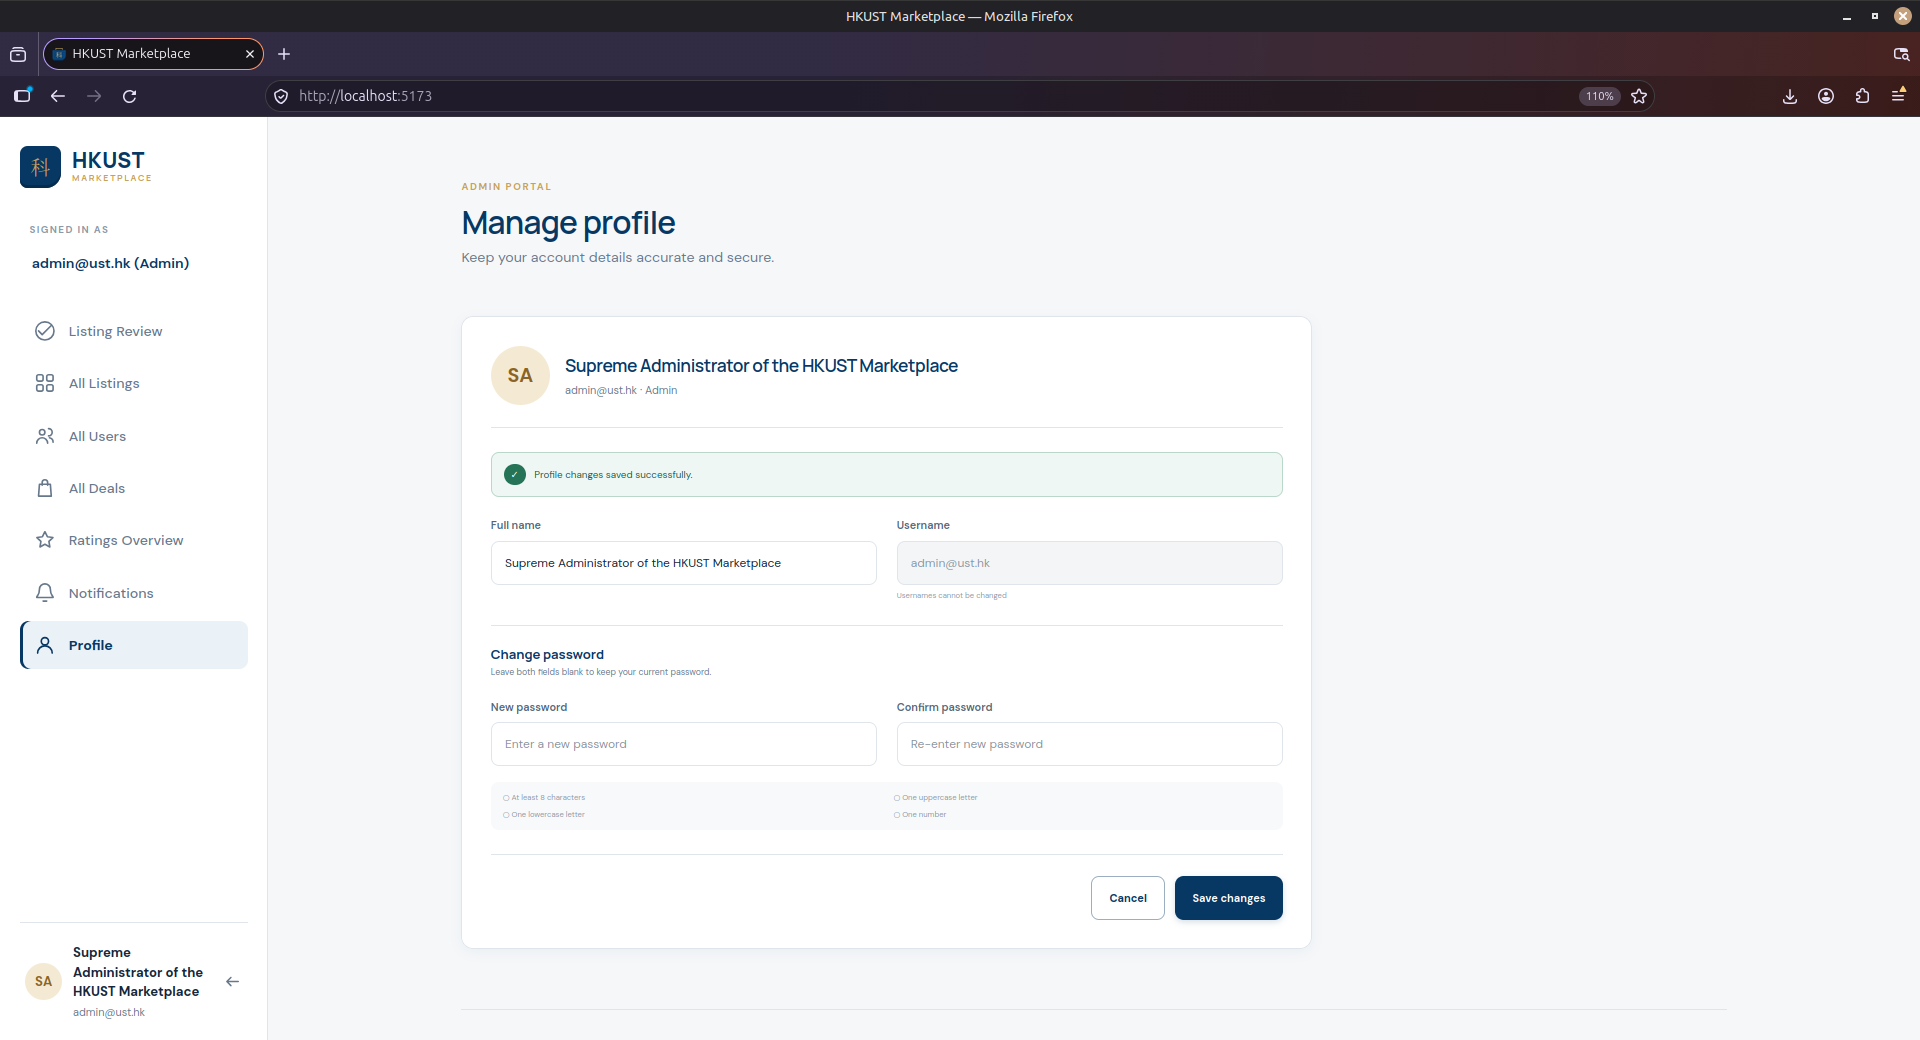 HKUST Marketplace — Mozilla Firefox
HKUST Marketplace
http://localhost:5173
110%
科
HKUST
MARKETPLACE
SIGNED IN AS
admin@ust.hk (Admin)
Listing Review
All Listings
All Users
All Deals
Ratings Overview
Notifications
Profile
SA
Supreme
Administrator of the
HKUST Marketplace
admin@ust.hk
ADMIN PORTAL
Manage profile
Keep your account details accurate and secure.
SA
Supreme Administrator of the HKUST Marketplace
admin@ust.hk · Admin
✓ Profile changes saved successfully.
Full name
Supreme Administrator of the HKUST Marketplace
Username
admin@ust.hk
Usernames cannot be changed
Change password
Leave both fields blank to keep your current password.
New password
Enter a new password
Confirm password
Re-enter new password
○ At least 8 characters
○ One uppercase letter
○ One lowercase letter
○ One number
Cancel
Save changes